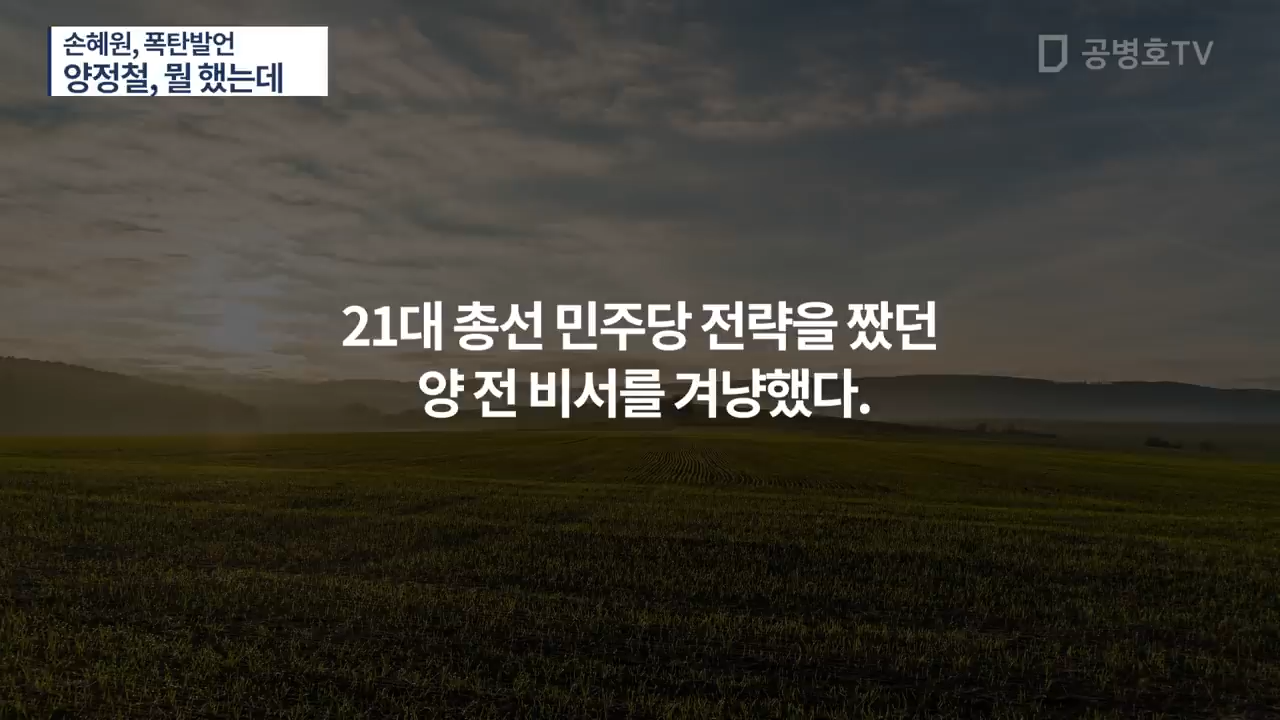 손혜원, 폭탄발언
양정철, 뭘 했는데
공병호TV
21대 총선 민주당 전략을 짰던
양 전 비서를 겨냥했다.